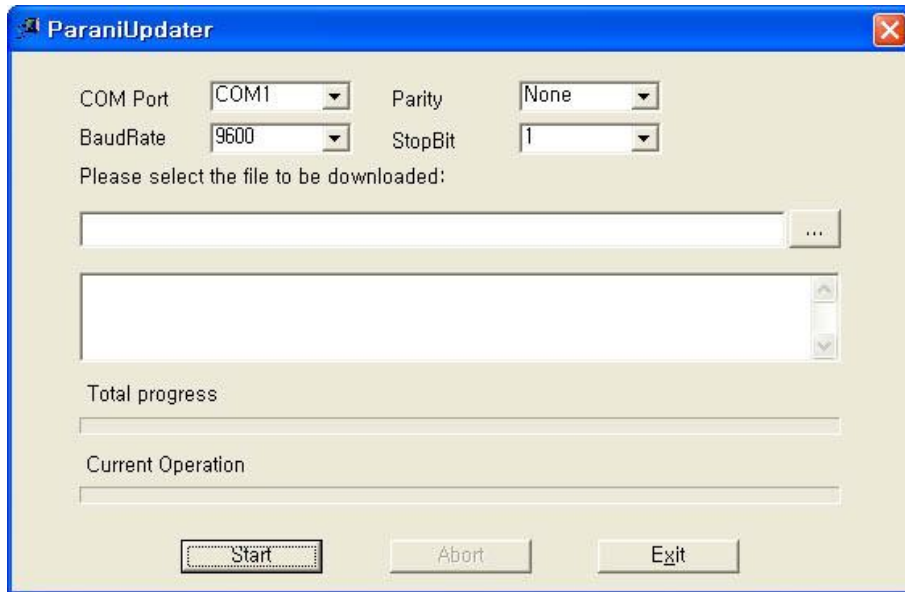 ParaniUpdater
COM Port COM1 Parity None
BaudRate 9600 StopBit 1
Please select the file to be downloaded:
...
Total progress
Current Operation
Start Abort Exit